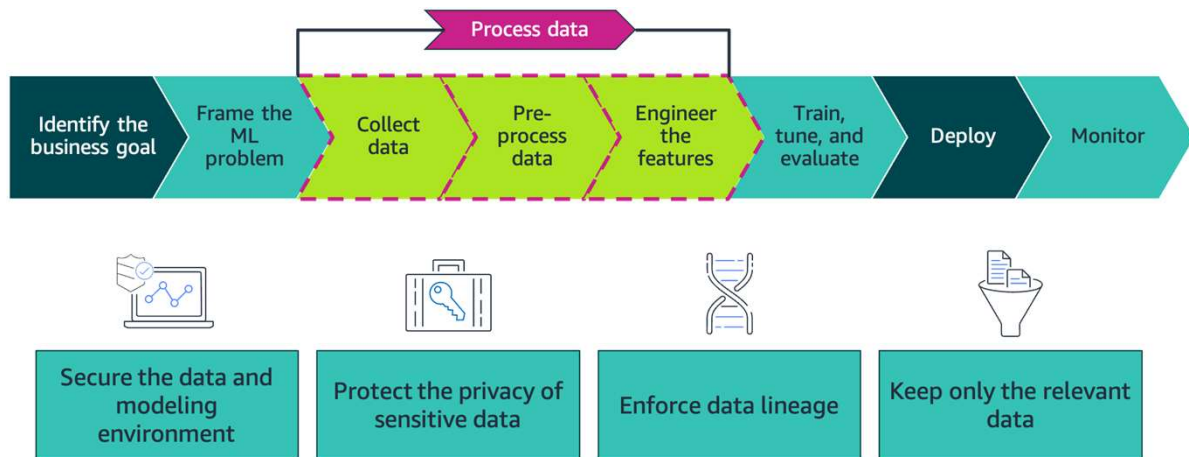 Process data
Identify the
business goal
Frame the
ML
problem
Collect
data
Pre-
process
data
Engineer
the
features
Train,
tune, and
evaluate
Deploy
Monitor
Secure the data and
modeling
environment
Protect the privacy of
sensitive data
Enforce data lineage
Keep only the relevant
data